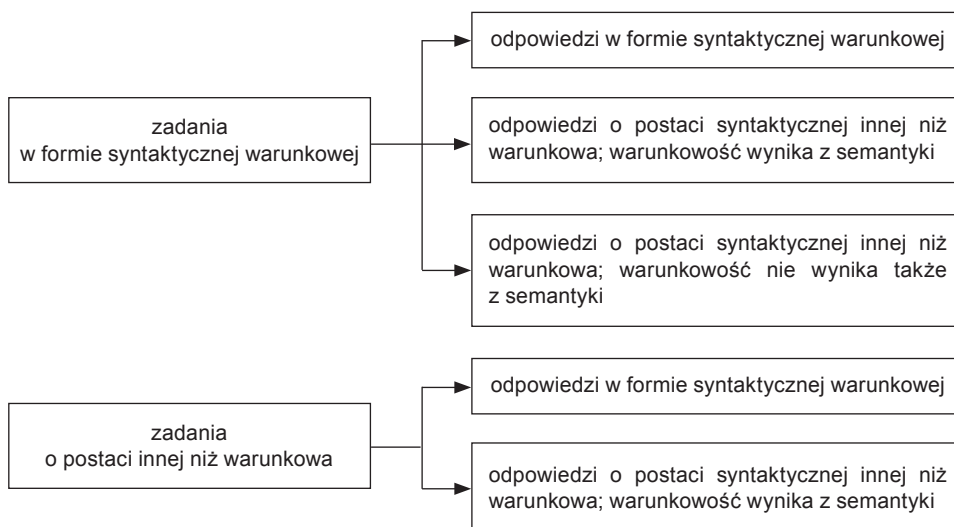 zadania
w formie syntaktycznej warunkowej
odpowiedzi w formie syntaktycznej warunkowej
odpowiedzi o postaci syntaktycznej innej niż
warunkowa; warunkowość wynika z semantyki
odpowiedzi o postaci syntaktycznej innej niż
warunkowa; warunkowość nie wynika także
z semantyki
zadania
o postaci innej niż warunkowa
odpowiedzi w formie syntaktycznej warunkowej
odpowiedzi o postaci syntaktycznej innej niż
warunkowa; warunkowość wynika z semantyki